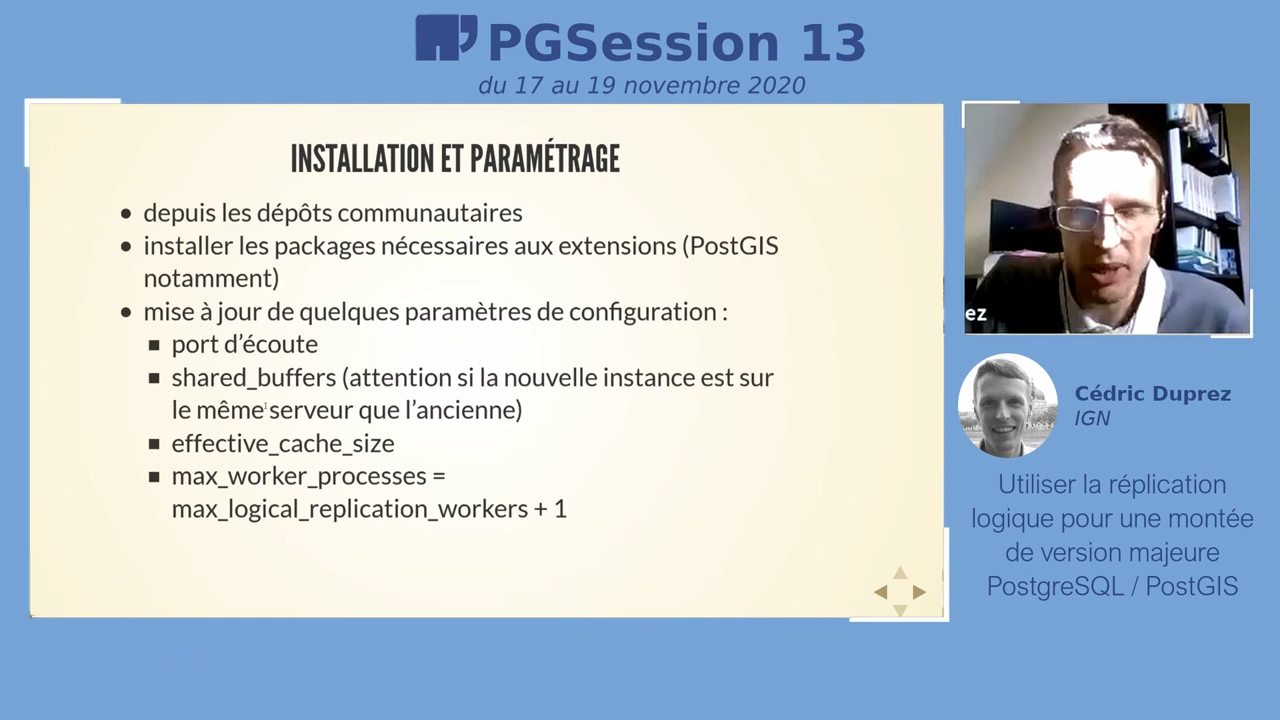 PGSession 13
du 17 au 19 novembre 2020
INSTALLATION ET PARAMÉTRAGE
• depuis les dépôts communautaires
• installer les packages nécessaires aux extensions (PostGIS
notamment)
• mise à jour de quelques paramètres de configuration :
▪ port d’écoute
▪ shared_buffers (attention si la nouvelle instance est sur
le même serveur que l’ancienne)
▪ effective_cache_size
▪ max_worker_processes =
max_logical_replication_workers + 1
ez
Cédric Duprez
IGN
Utiliser la réplication
logique pour une montée
de version majeure
PostgreSQL / PostGIS